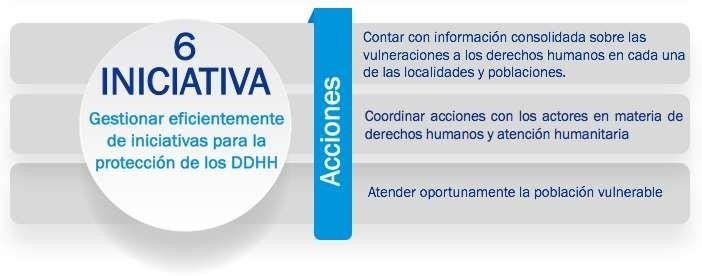 6
INICIATIVA
Gestionar eficientemente
de iniciativas para la
protección de los DDHH
Acciones
Contar con información consolidada sobre las
vulneraciones a los derechos humanos en cada una
de las localidades y poblaciones.
Coordinar acciones con los actores en materia de
derechos humanos y atención humanitaria
Atender oportunamente la población vulnerable